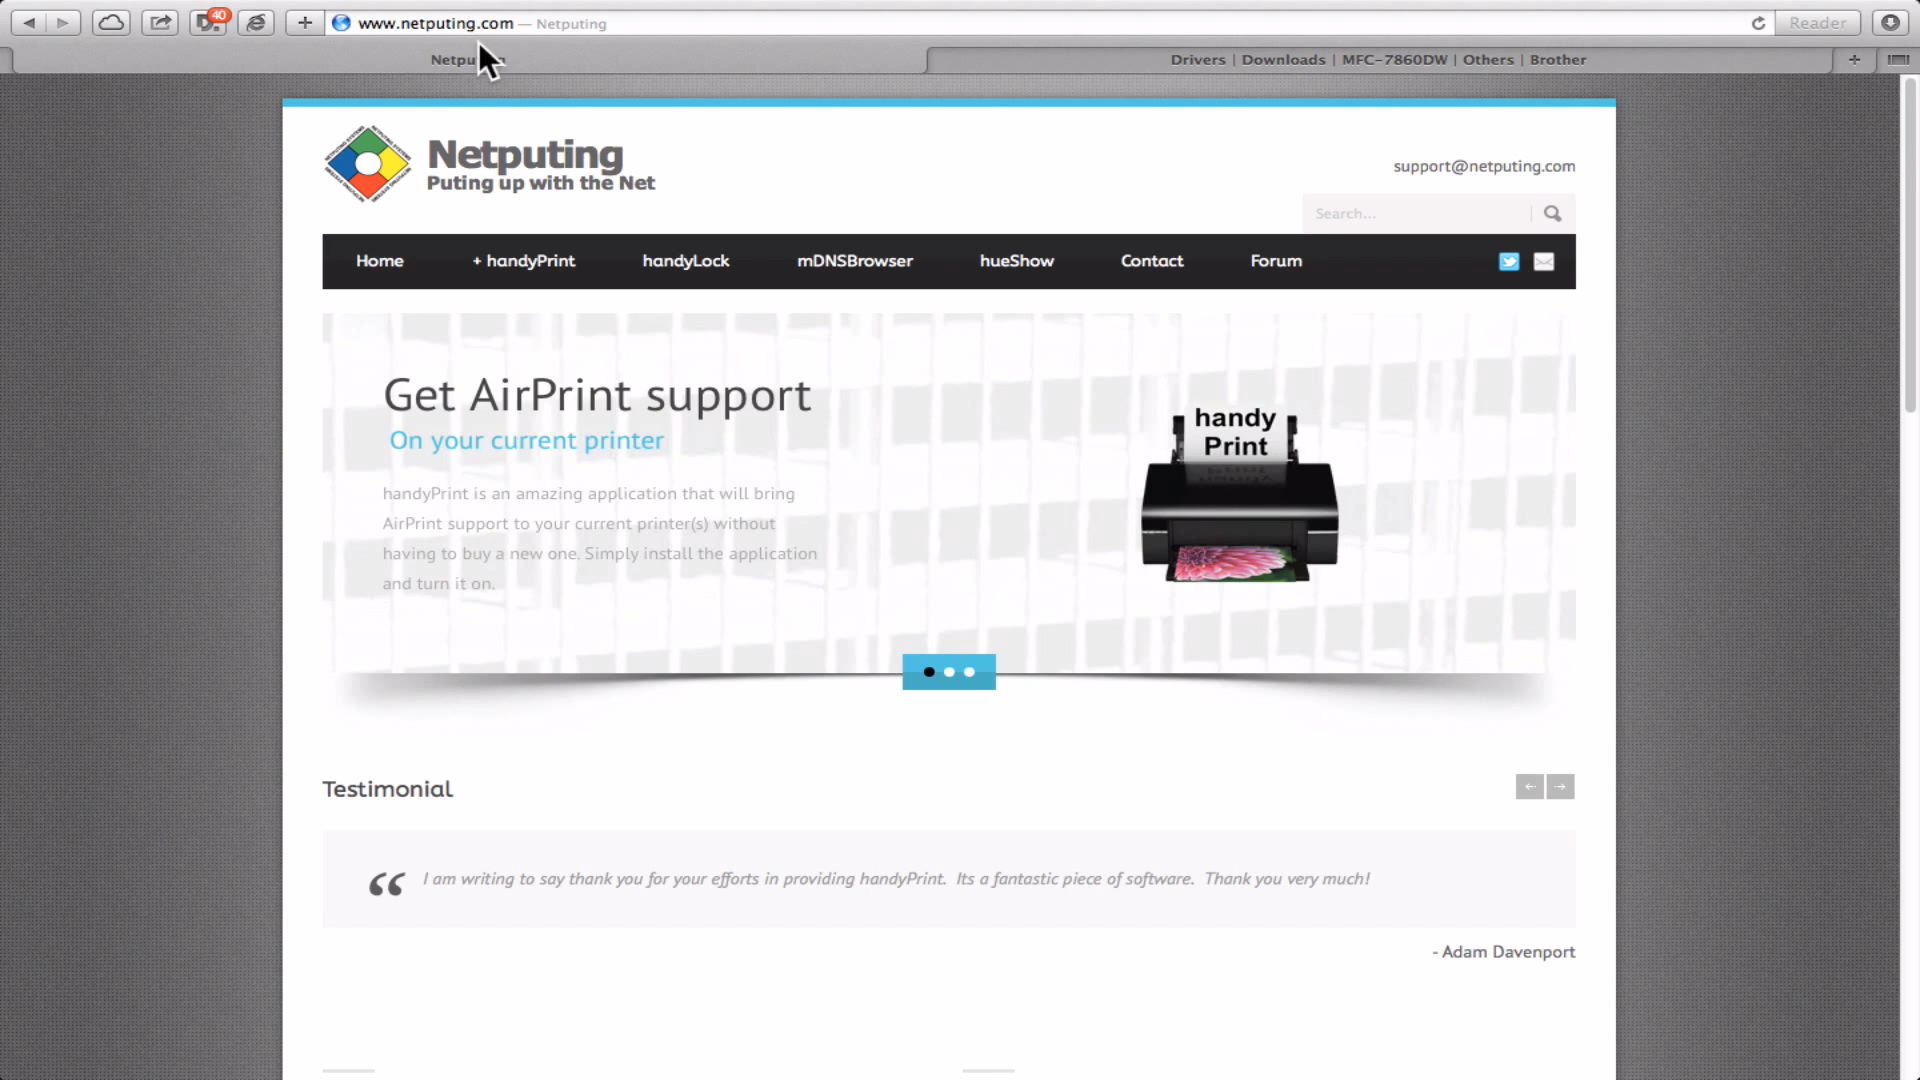 40
www.netputing.com — Netputing
Reader
Drivers | Downloads | MFC-7860DW | Others | Brother
Netputing
Puting up with the Net
support@netputing.com
Search...
Home
+ handyPrint
handyLock
mDNSBrowser
hueShow
Contact
Forum
Get AirPrint support
On your current printer
handyPrint is an amazing application that will bring
AirPrint support to your current printer(s) without
having to buy a new one. Simply install the application
and turn it on.
handy
Print
Testimonial
“ I am writing to say thank you for your efforts in providing handyPrint. Its a fantastic piece of software. Thank you very much!
- Adam Davenport